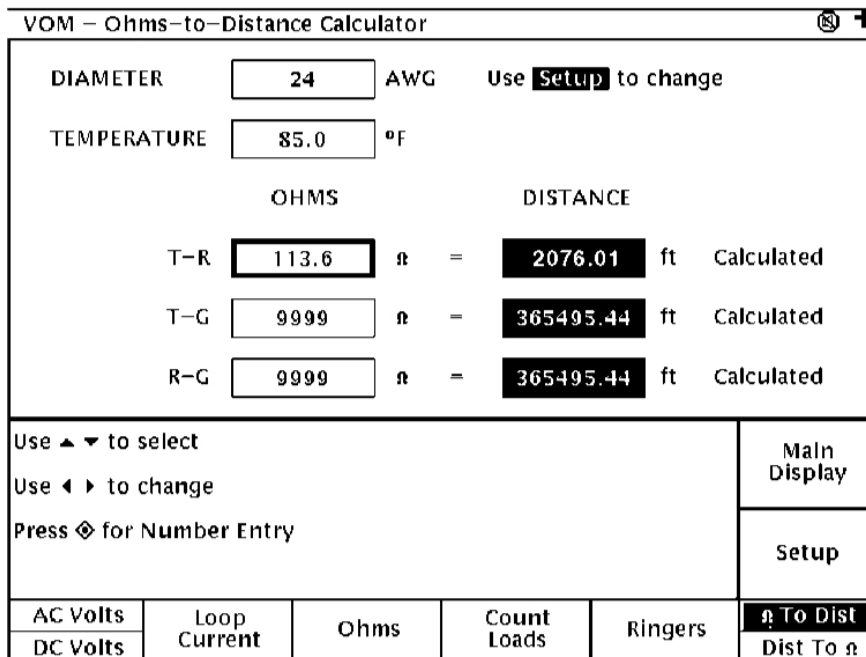 VOM – Ohms–to–Distance Calculator
DIAMETER 24 AWG Use Setup to change
TEMPERATURE 85.0 °F
OHMS DISTANCE
T–R 113.6 Ω = 2076.01 ft Calculated
T–G 9999 Ω = 365495.44 ft Calculated
R–G 9999 Ω = 365495.44 ft Calculated
Use ▲ ▼ to select
Use ◀ ▶ to change
Press ◈ for Number Entry
Main
Display
Setup
AC Volts
DC Volts
Loop
Current
Ohms
Count
Loads
Ringers
Ω To Dist
Dist To Ω